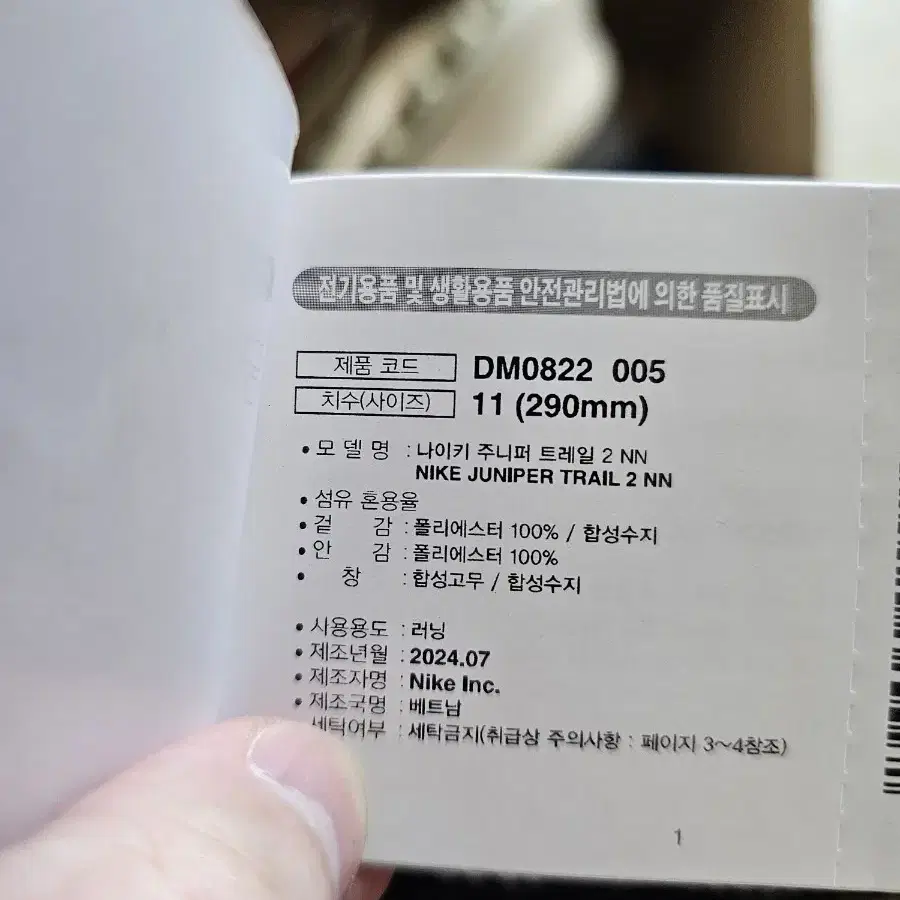 전기용품 및 생활용품 안전관리법에 의한 품질표시
제품 코드 DM0822 005
치수(사이즈) 11 (290mm)
• 모 델 명 : 나이키 주니퍼 트레일 2 NN
NIKE JUNIPER TRAIL 2 NN
• 섬유 혼용율
• 겉 감 : 폴리에스터 100% / 합성수지
• 안 감 : 폴리에스터 100%
• 창 : 합성고무 / 합성수지
• 사용용도 : 러닝
• 제조년월 : 2024.07
• 제조자명 : Nike Inc.
• 제조국명 : 베트남
세탁여부 : 세탁금지(취급상 주의사항 : 페이지 3~4참조)
1